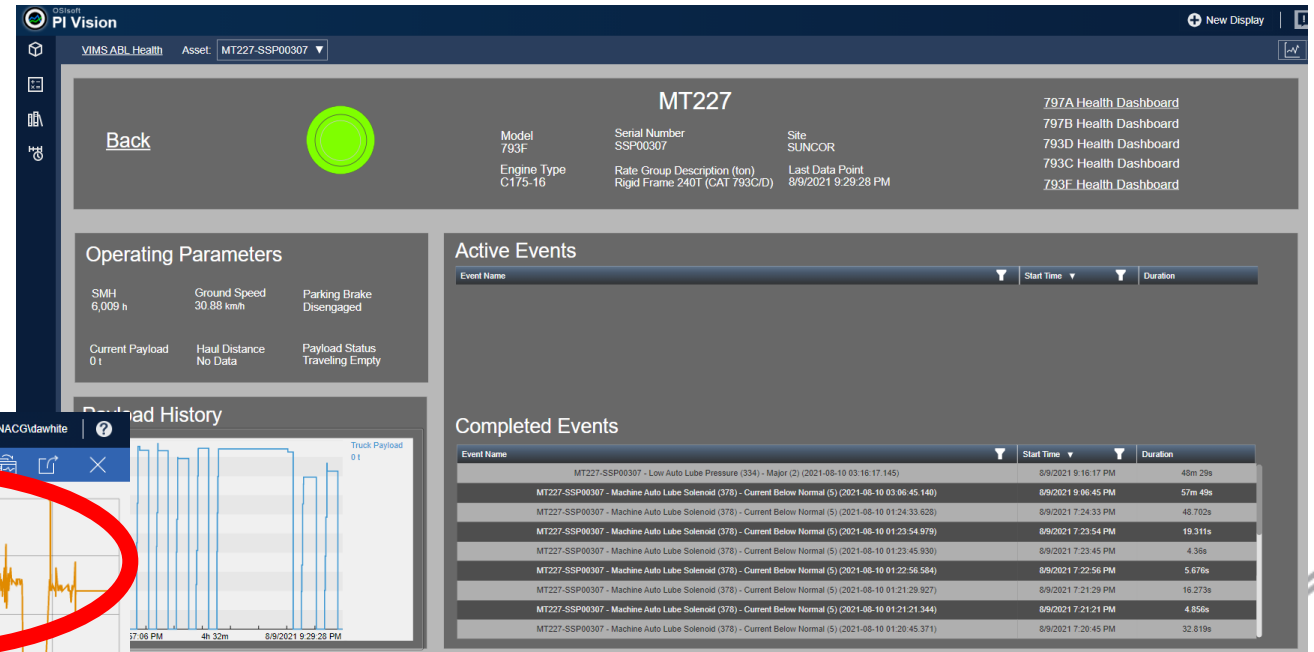 OSIsoft
PI Vision
New Display
VIMS ABL Health Asset: MT227-SSP00307 ▼
Back
MT227
Model
793F
Serial Number
SSP00307
Site
SUNCOR
Engine Type
C175-16
Rate Group Description (ton)
Rigid Frame 240T (CAT 793C/D)
Last Data Point
8/9/2021 9:29:28 PM
797A Health Dashboard
797B Health Dashboard
793D Health Dashboard
793C Health Dashboard
793F Health Dashboard
Operating Parameters
SMH
6,009 h
Ground Speed
30.88 km/h
Parking Brake
Disengaged
Current Payload
0 t
Haul Distance
No Data
Payload Status
Traveling Empty
Active Events
Event Name Start Time ▼ Duration
Payload History
Truck Payload
0 t
57:06 PM 4h 32m 8/9/2021 9:29:28 PM
NACG\dawhite
Completed Events
Event Name Start Time ▼ Duration
MT227-SSP00307 - Low Auto Lube Pressure (334) - Major (2) (2021-08-10 03:16:17.145) 8/9/2021 9:16:17 PM 48m 29s
MT227-SSP00307 - Machine Auto Lube Solenoid (378) - Current Below Normal (5) (2021-08-10 03:06:45.140) 8/9/2021 9:06:45 PM 57m 49s
MT227-SSP00307 - Machine Auto Lube Solenoid (378) - Current Below Normal (5) (2021-08-10 01:24:33.628) 8/9/2021 7:24:33 PM 48.702s
MT227-SSP00307 - Machine Auto Lube Solenoid (378) - Current Below Normal (5) (2021-08-10 01:23:54.979) 8/9/2021 7:23:54 PM 19.311s
MT227-SSP00307 - Machine Auto Lube Solenoid (378) - Current Below Normal (5) (2021-08-10 01:23:45.930) 8/9/2021 7:23:45 PM 4.36s
MT227-SSP00307 - Machine Auto Lube Solenoid (378) - Current Below Normal (5) (2021-08-10 01:22:56.584) 8/9/2021 7:22:56 PM 5.676s
MT227-SSP00307 - Machine Auto Lube Solenoid (378) - Current Below Normal (5) (2021-08-10 01:21:29.927) 8/9/2021 7:21:29 PM 16.273s
MT227-SSP00307 - Machine Auto Lube Solenoid (378) - Current Below Normal (5) (2021-08-10 01:21:21.344) 8/9/2021 7:21:21 PM 4.856s
MT227-SSP00307 - Machine Auto Lube Solenoid (378) - Current Below Normal (5) (2021-08-10 01:20:45.371) 8/9/2021 7:20:45 PM 32.819s